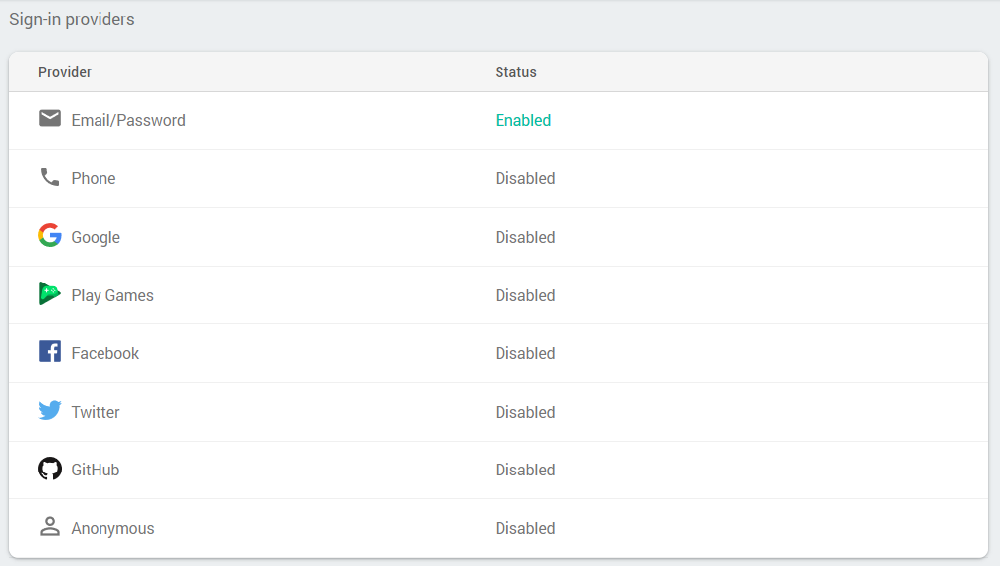 Sign-in providers
Provider Status
Email/Password Enabled
Phone Disabled
Google Disabled
Play Games Disabled
Facebook Disabled
Twitter Disabled
GitHub Disabled
Anonymous Disabled